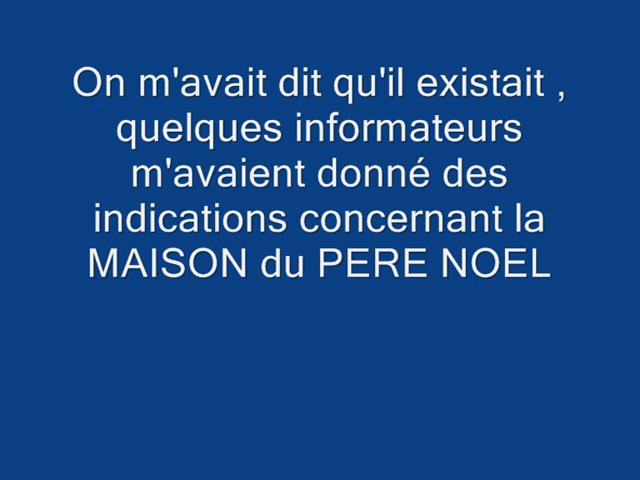 On m'avait dit qu'il existait ,
quelques informateurs
m'avaient donné des
indications concernant la
MAISON du PERE NOEL